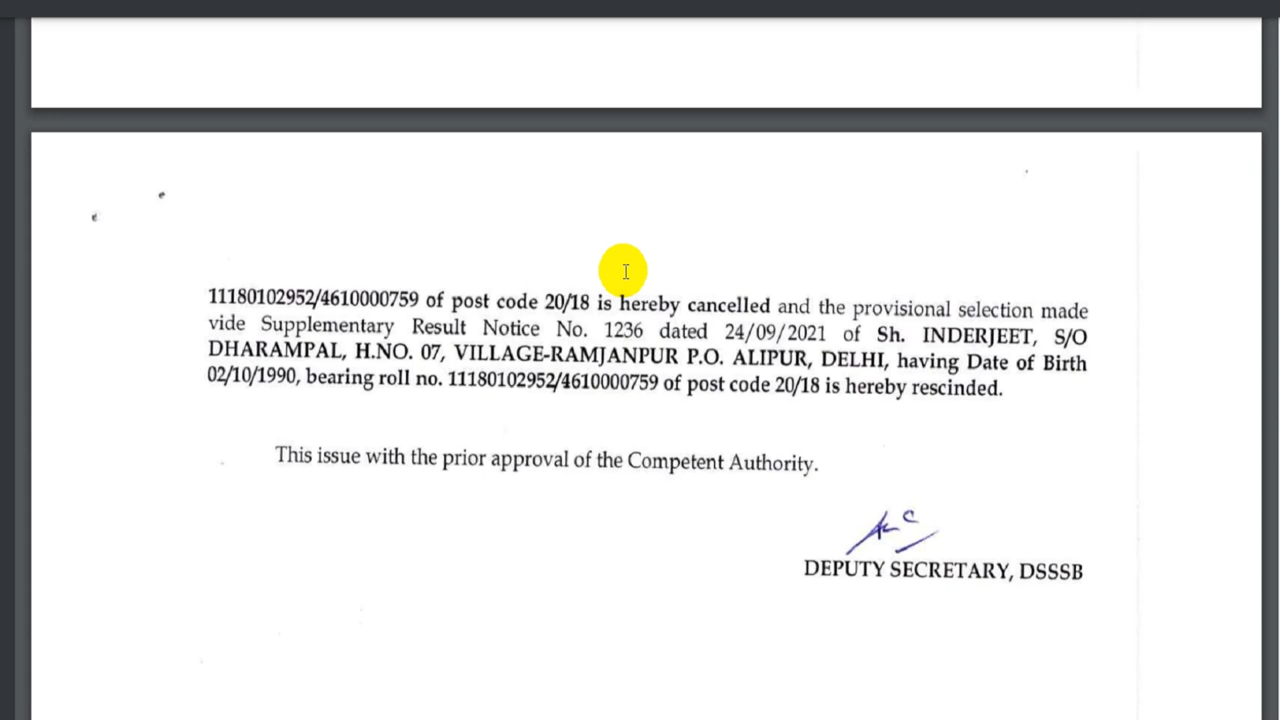 11180102952/4610000759 of post code 20/18 is hereby cancelled and the provisional selection made
vide Supplementary Result Notice No. 1236 dated 24/09/2021 of Sh. INDERJEET, S/O
DHARAMPAL, H.NO. 07, VILLAGE-RAMJANPUR P.O. ALIPUR, DELHI, having Date of Birth
02/10/1990, bearing roll no. 11180102952/4610000759 of post code 20/18 is hereby rescinded.
This issue with the prior approval of the Competent Authority.
DEPUTY SECRETARY, DSSSB